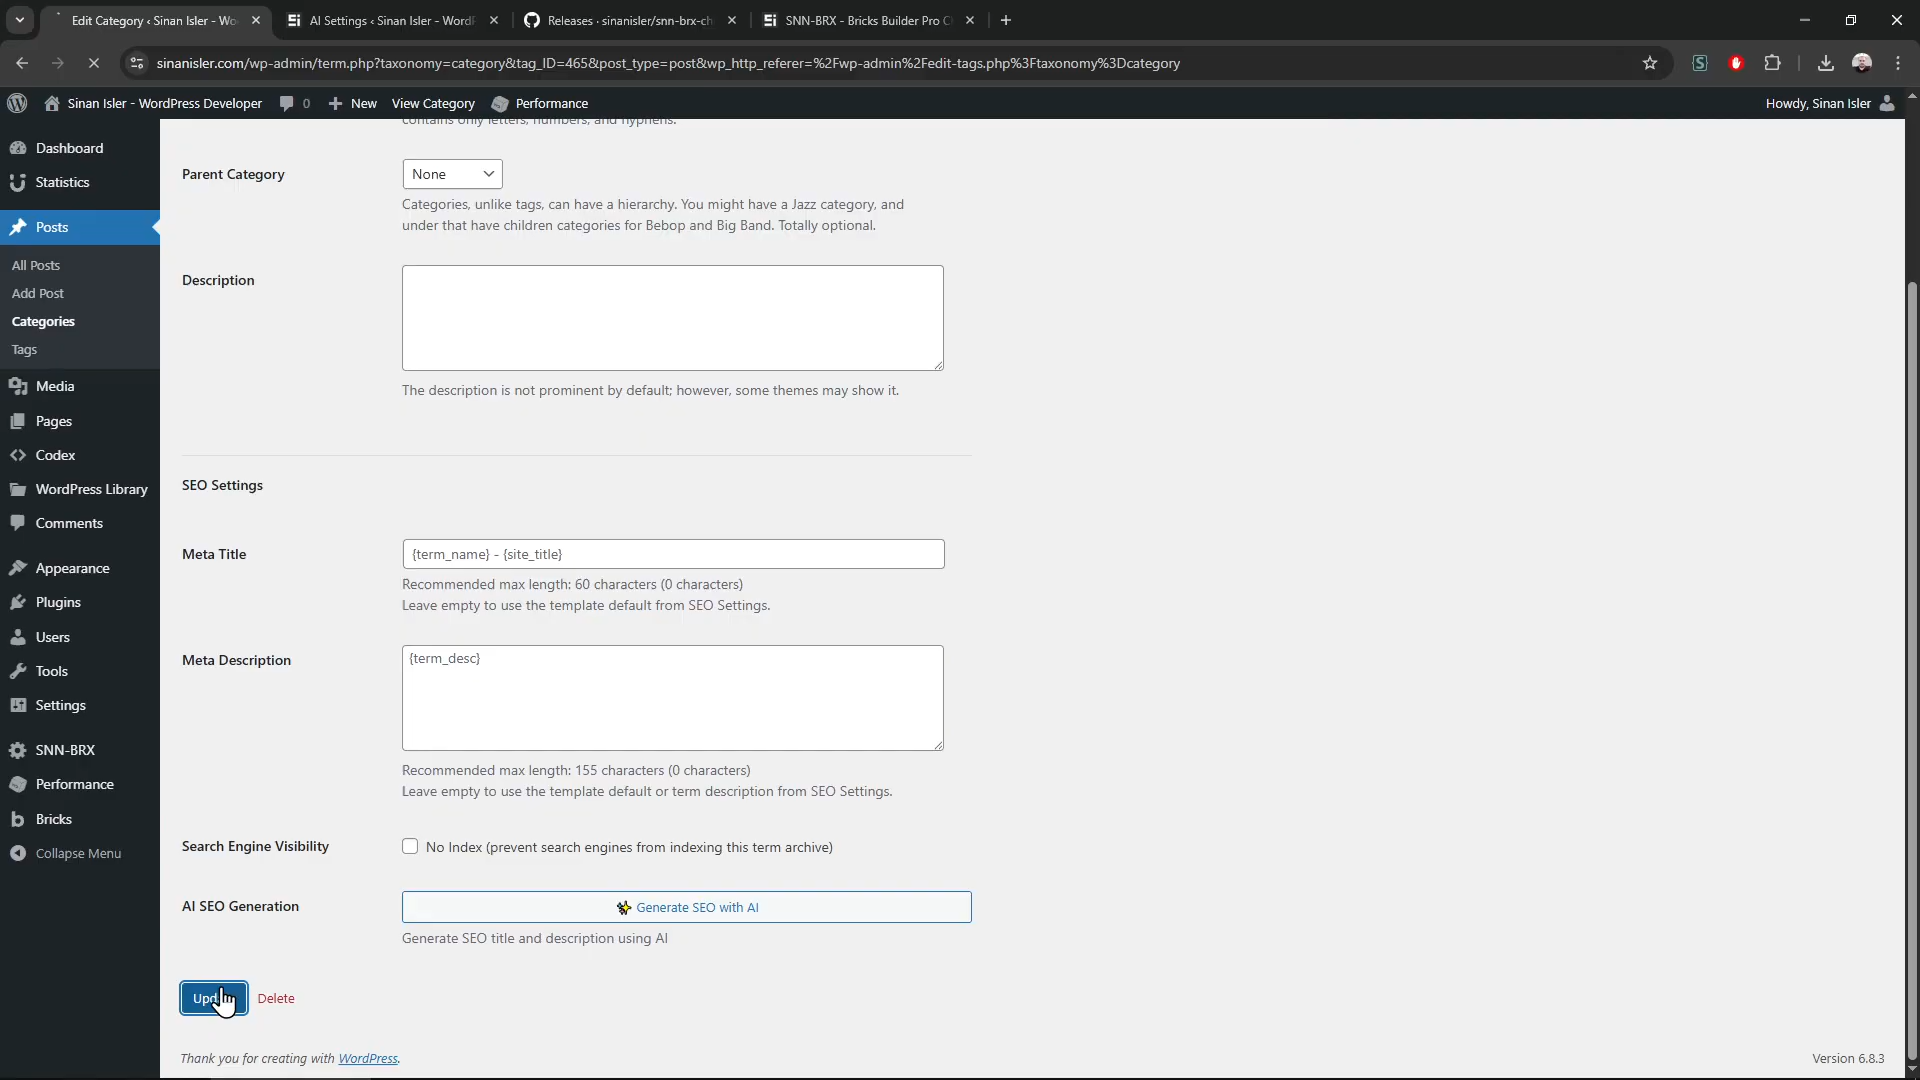 Edit Category ‹ Sinan Isler - Wo
AI Settings ‹ Sinan Isler - WordP
Releases · sinanisler/snn-brx-ch
SNN-BRX - Bricks Builder Pro C
sinanisler.com/wp-admin/term.php?taxonomy=category&tag_ID=465&post_type=post&wp_http_referer=%2Fwp-admin%2Fedit-tags.php%3Ftaxonomy%3Dcategory
Sinan Isler - WordPress Developer
0
New
View Category
Performance
Howdy, Sinan Isler
Dashboard
Statistics
Posts
All Posts
Add Post
Categories
Tags
Media
Pages
Codex
WordPress Library
Comments
Appearance
Plugins
Users
Tools
Settings
SNN-BRX
Performance
Bricks
Collapse Menu
contains only letters, numbers, and hyphens.
Parent Category
None
Categories, unlike tags, can have a hierarchy. You might have a Jazz category, and
under that have children categories for Bebop and Big Band. Totally optional.
Description
The description is not prominent by default; however, some themes may show it.
SEO Settings
Meta Title
{term_name} - {site_title}
Recommended max length: 60 characters (0 characters)
Leave empty to use the template default from SEO Settings.
Meta Description
{term_desc}
Recommended max length: 155 characters (0 characters)
Leave empty to use the template default or term description from SEO Settings.
Search Engine Visibility
No Index (prevent search engines from indexing this term archive)
AI SEO Generation
Generate SEO with AI
Generate SEO title and description using AI
Delete
Thank you for creating with WordPress.
Version 6.8.3